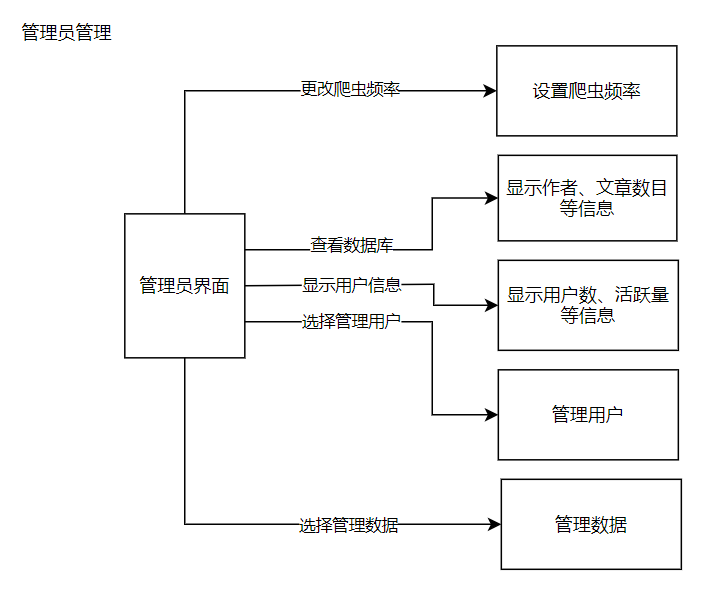 管理员管理
更改爬虫频率
设置爬虫频率
显示作者、文章数目
等信息
查看数据库
管理员界面
显示用户信息
显示用户数、活跃量
等信息
选择管理用户
管理用户
选择管理数据
管理数据